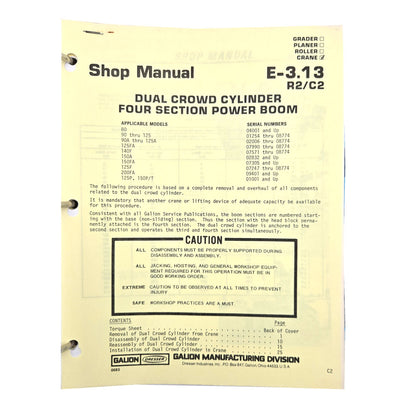 GRADER □
PLANER □
ROLLER □
CRANE ☑
Shop Manual
E-3.13
R2/C2
DUAL CROWD CYLINDER
FOUR SECTION POWER BOOM
APPLICABLE MODELS SERIAL NUMBERS
80 04001 and Up
90 thru 125 01507 thru 08774
90A thru 125A 02006 thru 08774
125FA 07990 thru 08774
140F 07571 thru 08774
150A 02832 and Up
150FA 07305 and Up
125F 07247 thru 08774
200FA 09401 and Up
125P, 150P/T 01001 and Up
The following procedure is based on a complete removal and overhaul of all components
related to the dual crowd cylinder.
It is mandatory that another crane or lifting device of adequate capacity be available
for this procedure.
Consistent with all Galion Service Publications, the boom sections are numbered start-
ing with the base (non-sliding) section. Thus the section with the head block perma-
nently attached is the fourth section. The dual crowd cylinder is anchored to the
second section and operates the third and fourth section simultaneously.
CAUTION
ALL COMPONENTS MUST BE PROPERLY SUPPORTED DURING
DISASSEMBLY AND ASSEMBLY.
ALL JACKING, HOISTING, AND GENERAL WORKSHOP EQUIP-
MENT REQUIRED FOR THIS OPERATION MUST BE IN
GOOD WORKING ORDER.
EXTREME CAUTION TO BE OBSERVED AT ALL TIMES TO PREVENT
INJURY
SAFE WORKSHOP PRACTICES ARE A MUST
CONTENTS Page
Torque Sheet Back of Cover
Removal of Dual Crowd Cylinder from Crane
Disassembly of Dual Crowd Cylinder 10
Reassembly of Dual Crowd Cylinder 15
Installation of Dual Crowd Cylinder in Crane
GALION DRESSER GALION MANUFACTURING DIVISION
Dresser Industries Inc., P.O. Box 647, Galion Ohio 44833 U.S.A
C2